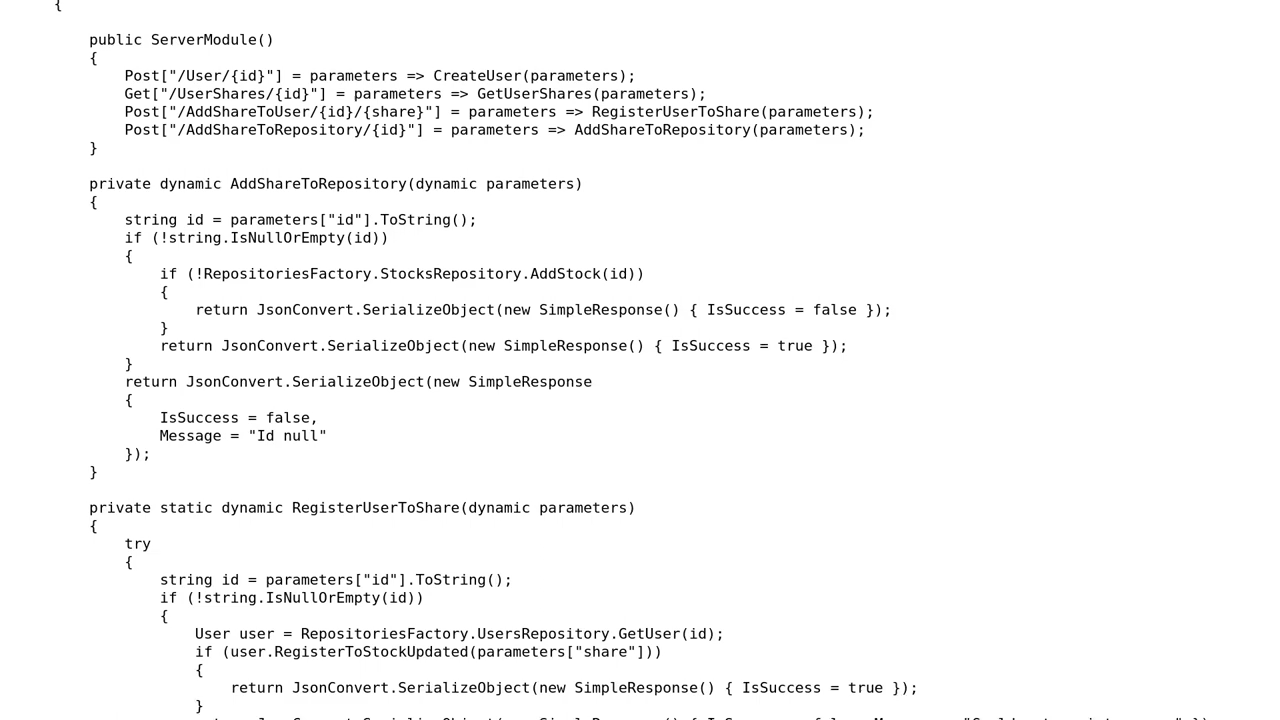 {
public ServerModule()
{
Post["/User/{id}"] = parameters => CreateUser(parameters);
Get["/UserShares/{id}"] = parameters => GetUserShares(parameters);
Post["/AddShareToUser/{id}/{share}"] = parameters => RegisterUserToShare(parameters);
Post["/AddShareToRepository/{id}"] = parameters => AddShareToRepository(parameters);
}
private dynamic AddShareToRepository(dynamic parameters)
{
string id = parameters["id"].ToString();
if (!string.IsNullOrEmpty(id))
{
if (!RepositoriesFactory.StocksRepository.AddStock(id))
{
return JsonConvert.SerializeObject(new SimpleResponse() { IsSuccess = false });
}
return JsonConvert.SerializeObject(new SimpleResponse() { IsSuccess = true });
}
return JsonConvert.SerializeObject(new SimpleResponse
{
IsSuccess = false,
Message = "Id null"
});
}
private static dynamic RegisterUserToShare(dynamic parameters)
{
try
{
string id = parameters["id"].ToString();
if (!string.IsNullOrEmpty(id))
{
User user = RepositoriesFactory.UsersRepository.GetUser(id);
if (user.RegisterToStockUpdated(parameters["share"]))
{
return JsonConvert.SerializeObject(new SimpleResponse() { IsSuccess = true });
}